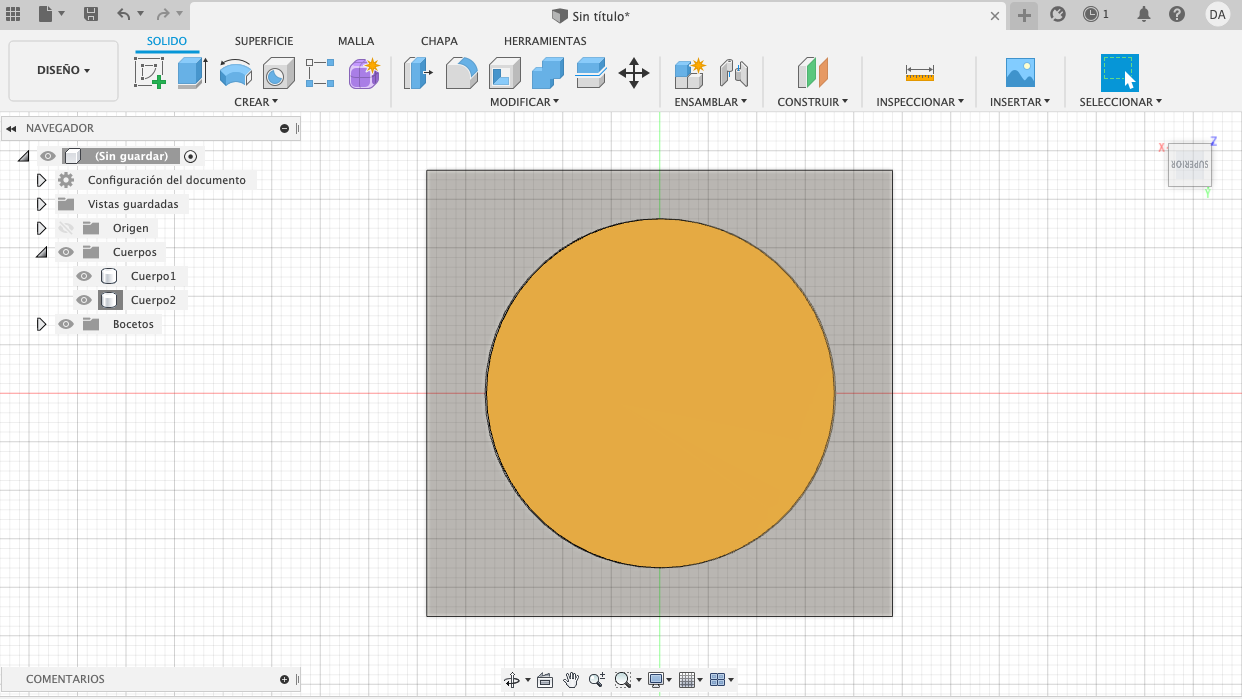 Sin título*
1
DA
SOLIDO
SUPERFICIE
MALLA
CHAPA
HERRAMIENTAS
DISEÑO
CREAR
MODIFICAR
ENSAMBLAR
CONSTRUIR
INSPECCIONAR
INSERTAR
SELECCIONAR
NAVEGADOR
(Sin guardar)
Configuración del documento
Vistas guardadas
Origen
Cuerpos
Cuerpo1
Cuerpo2
Bocetos
Z
X
SUPERIOR
Y
COMENTARIOS